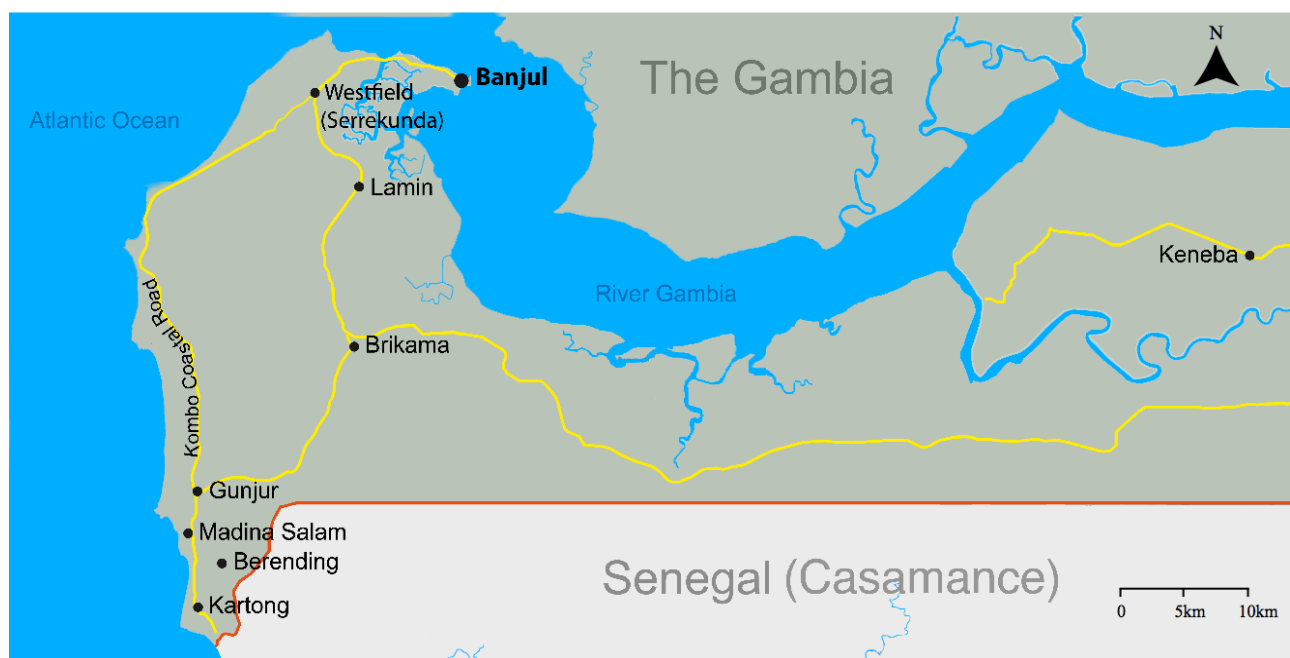 N
The Gambia
Banjul
Westfield
(Serrekunda)
Atlantic Ocean
Lamin
Keneba
River Gambia
Kombo Coastal Road
Brikama
Gunjur
Madina Salam
Berending
Senegal (Casamance)
Kartong
0 5km 10km